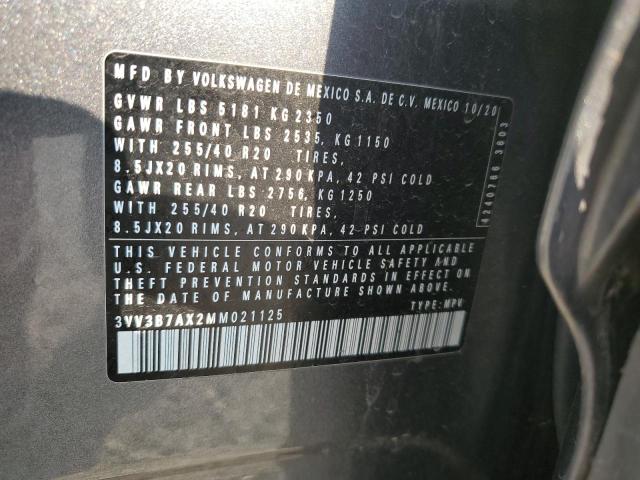 MFD BY VOLKSWAGEN DE MEXICO S.A. DE C.V. MEXICO 10/20
GVWR LBS 5181 KG 2350
GAWR FRONT LBS 2535, KG 1150
WITH 255/40 R20 TIRES,
8.5JX20 RIMS, AT 290 KPA, 42 PSI COLD
GAWR REAR LBS 2756, KG 1250
WITH 255/40 R20 TIRES,
8.5JX20 RIMS, AT 290 KPA, 42 PSI COLD
THIS VEHICLE CONFORMS TO ALL APPLICABLE
U.S. FEDERAL MOTOR VEHICLE SAFETY AND
THEFT PREVENTION STANDARDS IN EFFECT ON
THE DATE OF MANUFACTURE SHOWN ABOVE.
3VV3B7AX2MM021125
TYPE: MPV